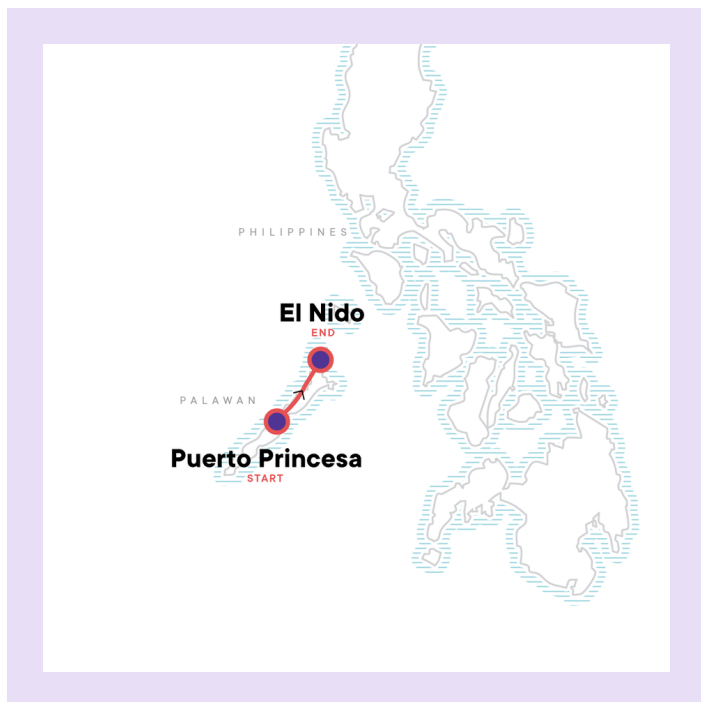 PHILIPPINES
El Nido
END
PALAWAN
Puerto Princesa
START